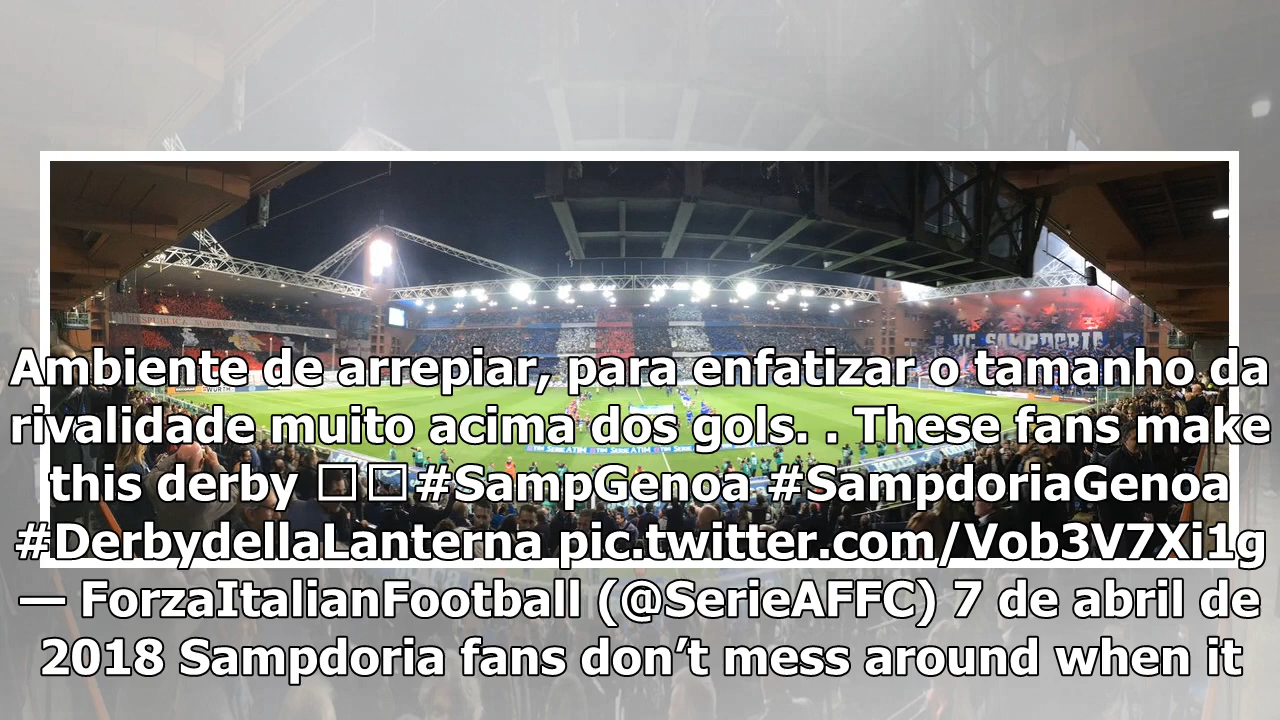 UC SAMPDORIA
Ambiente de arrepiar, para enfatizar o tamanho da
rivalidade muito acima dos gols. . These fans make
this derby □□#SampGenoa #SampdoriaGenoa
#DerbydellaLanterna pic.twitter.com/Vob3V7Xi1g
— ForzaItalianFootball (@SerieAFFC) 7 de abril de
2018 Sampdoria fans don’t mess around when it